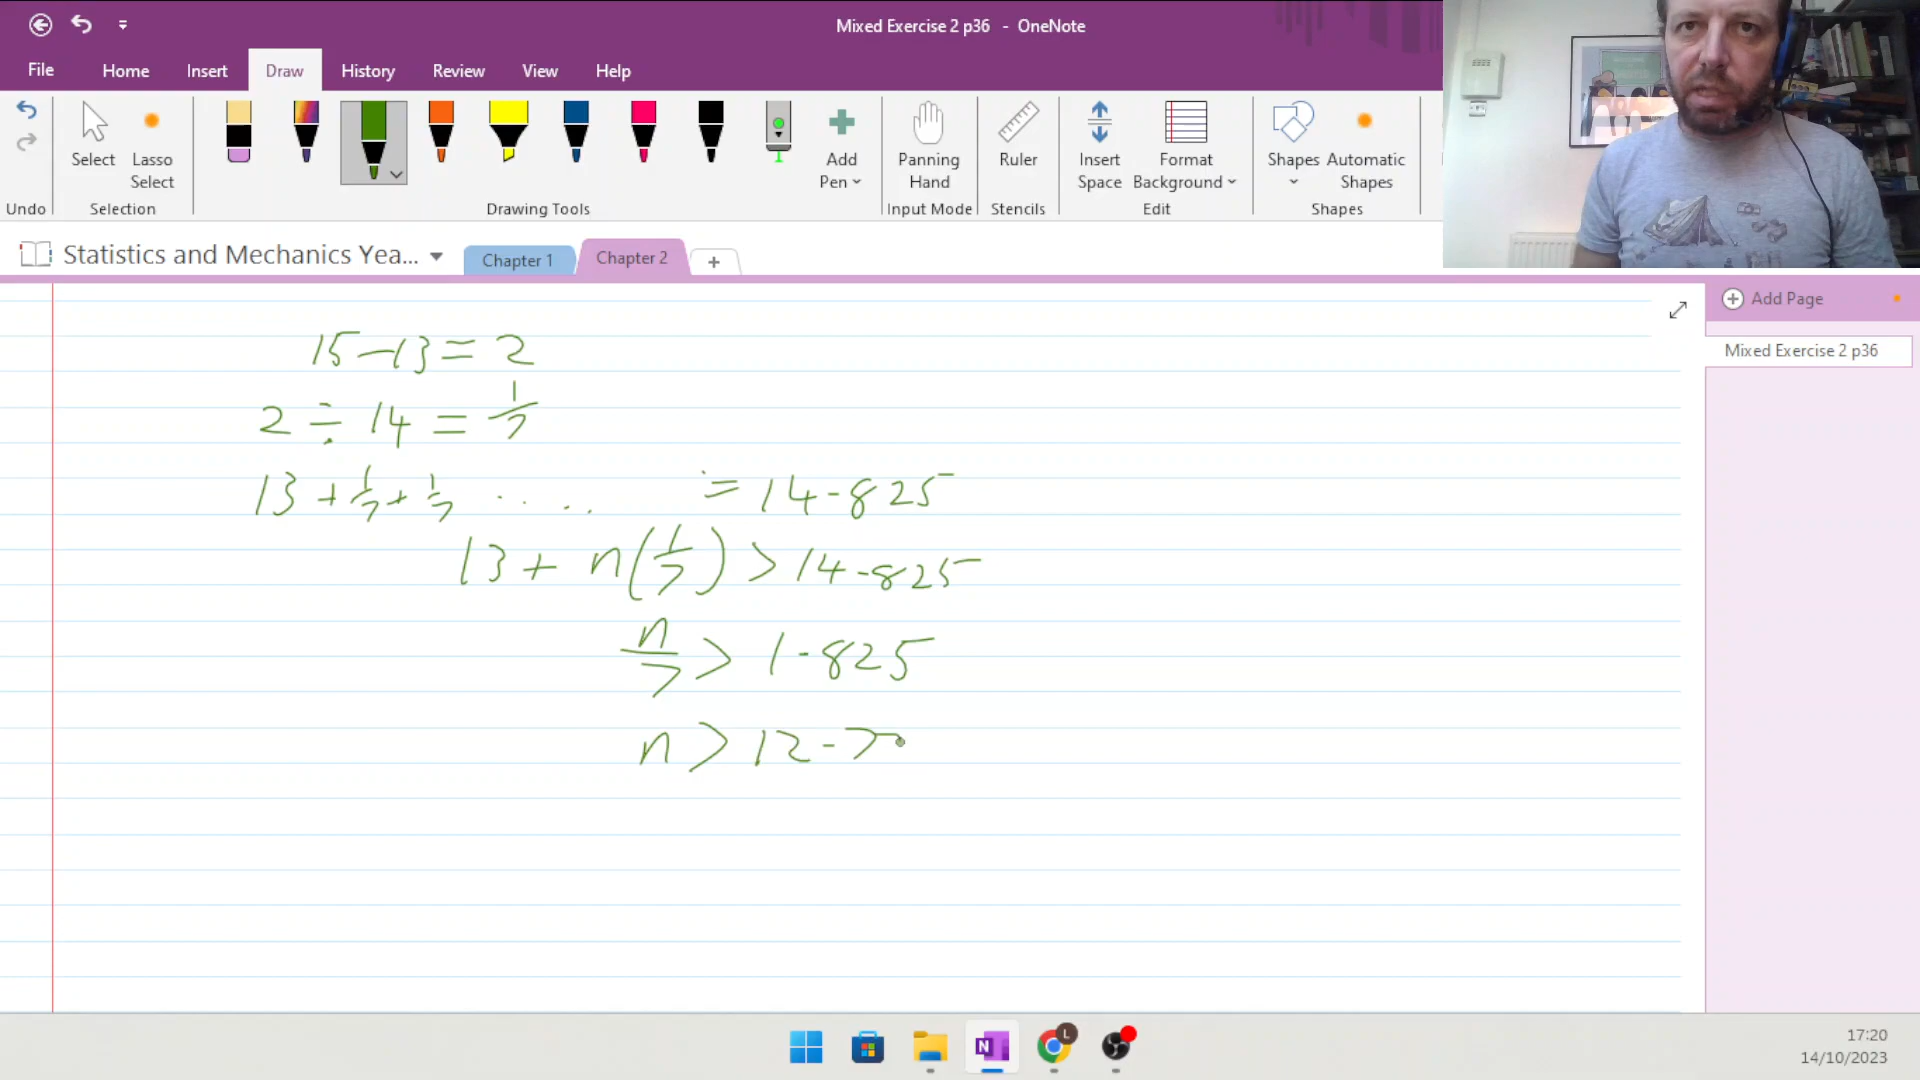 Mixed Exercise 2 p36 - OneNote
File Home Insert Draw History Review View Help
Undo
Select
Lasso Select
Selection
Drawing Tools
Add Pen
Panning Hand
Input Mode
Ruler
Stencils
Insert Space
Format Background
Edit
Shapes
Automatic Shapes
Shapes
Statistics and Mechanics Yea...
Chapter 1
Chapter 2
+
Add Page
Mixed Exercise 2 p36
15-13=2
2 ÷ 14 = 1/7
13 + 1/7 + 1/7 ..... = 14.825
13 + n(1/7) > 14.825
n/7 > 1.825
n > 12.7
L
17:20
14/10/2023